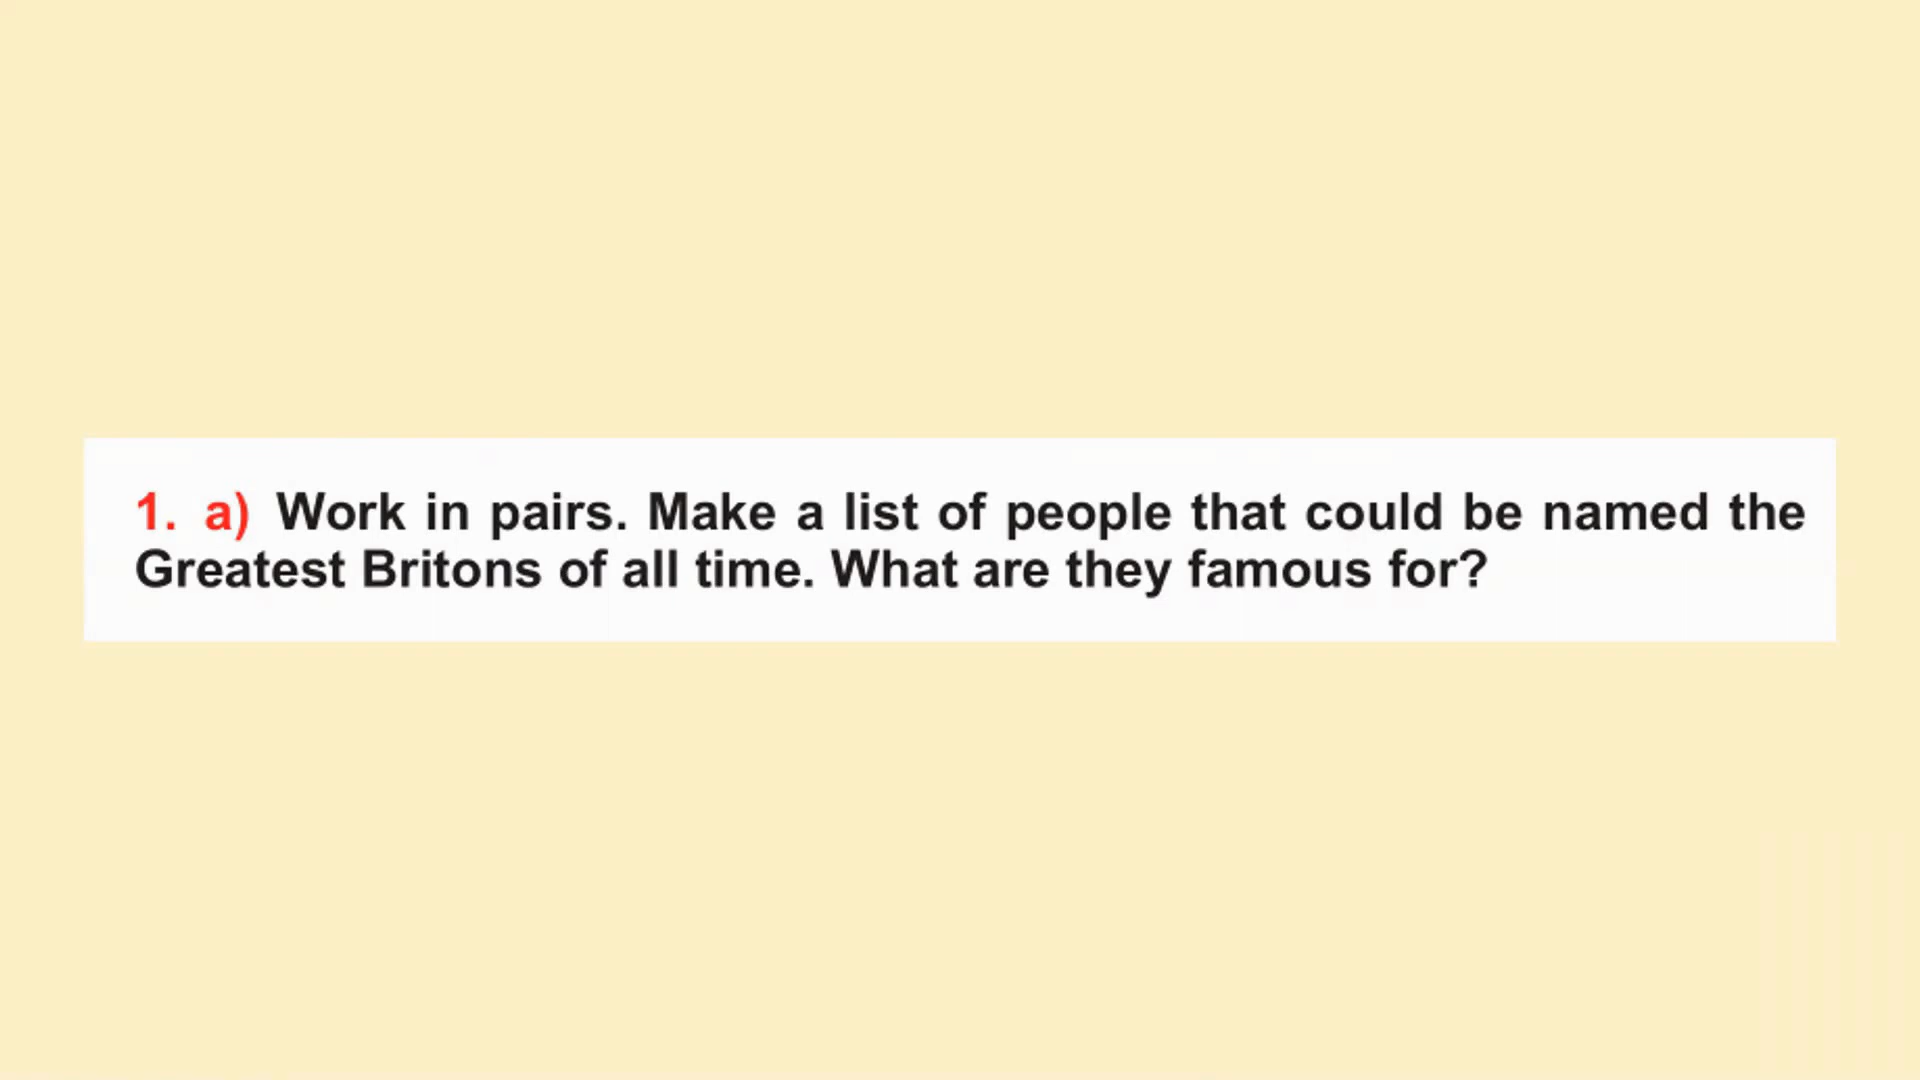 1. a) Work in pairs. Make a list of people that could be named the
Greatest Britons of all time. What are they famous for?